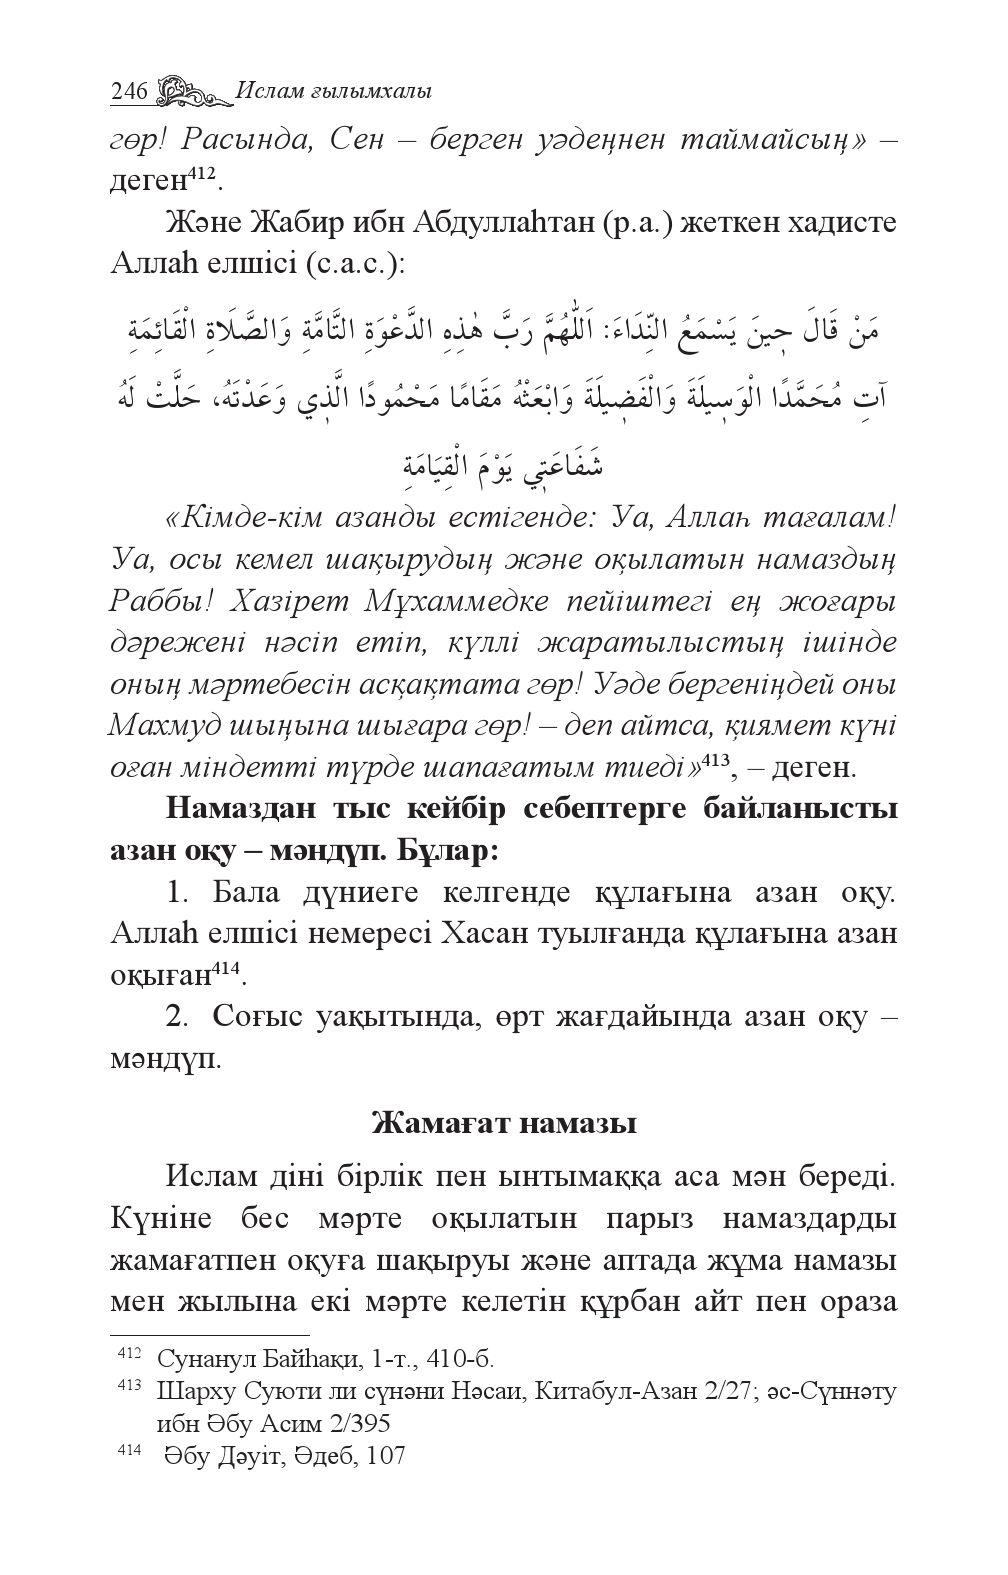 246 Ислам ғылымхалы
гөр! Расында, Сен – берген уәдеңнен таймайсың» –
деген⁴¹².
Және Жабир ибн Абдуллаһтан (р.а.) жеткен хадисте
Аллаһ елшісі (с.а.с.):
مَنْ قَالَ حِينَ يَسْمَعُ النِّدَاءَ: اَللّٰهُمَّ رَبَّ هٰذِهِ الدَّعْوَةِ التَّامَّةِ وَالصَّلَاةِ الْقَائِمَةِ
آتِ مُحَمَّدًا الْوَسِيلَةَ وَالْفَضِيلَةَ وَابْعَثْهُ مَقَامًا مَحْمُودًا الَّذِي وَعَدْتَهُ، حَلَّتْ لَهُ
شَفَاعَتِي يَوْمَ الْقِيَامَةِ
«Кімде-кім азанды естігенде: Уа, Аллаһ тағалам!
Уа, осы кемел шақырудың және оқылатын намаздың
Раббы! Хазірет Мұхаммедке пейіштегі ең жоғары
дәрежені нәсіп етіп, күллі жаратылыстың ішінде
оның мәртебесін асқақтата гөр! Уәде бергеніңдей оны
Махмуд шыңына шығара гөр! – деп айтса, қиямет күні
оған міндетті түрде шапағатым тиеді»⁴¹³, – деген.
Намаздан тыс кейбір себептерге байланысты
азан оқу – мәндүп. Бұлар:
1. Бала дүниеге келгенде құлағына азан оқу.
Аллаһ елшісі немересі Хасан туылғанда құлағына азан
оқыған⁴¹⁴.
2. Соғыс уақытында, өрт жағдайында азан оқу –
мәндүп.
Жамағат намазы
Ислам діні бірлік пен ынтымаққа аса мән береді.
Күніне бес мәрте оқылатын парыз намаздарды
жамағатпен оқуға шақыруы және аптада жұма намазы
мен жылына екі мәрте келетін құрбан айт пен ораза
⁴¹² Сунанул Байһақи, 1-т., 410-б.
⁴¹³ Шарху Суюти ли сүнәни Нәсаи, Китабул-Азан 2/27; әс-Сүннәту
ибн Әбу Асим 2/395
⁴¹⁴ Әбу Дәуіт, Әдеб, 107